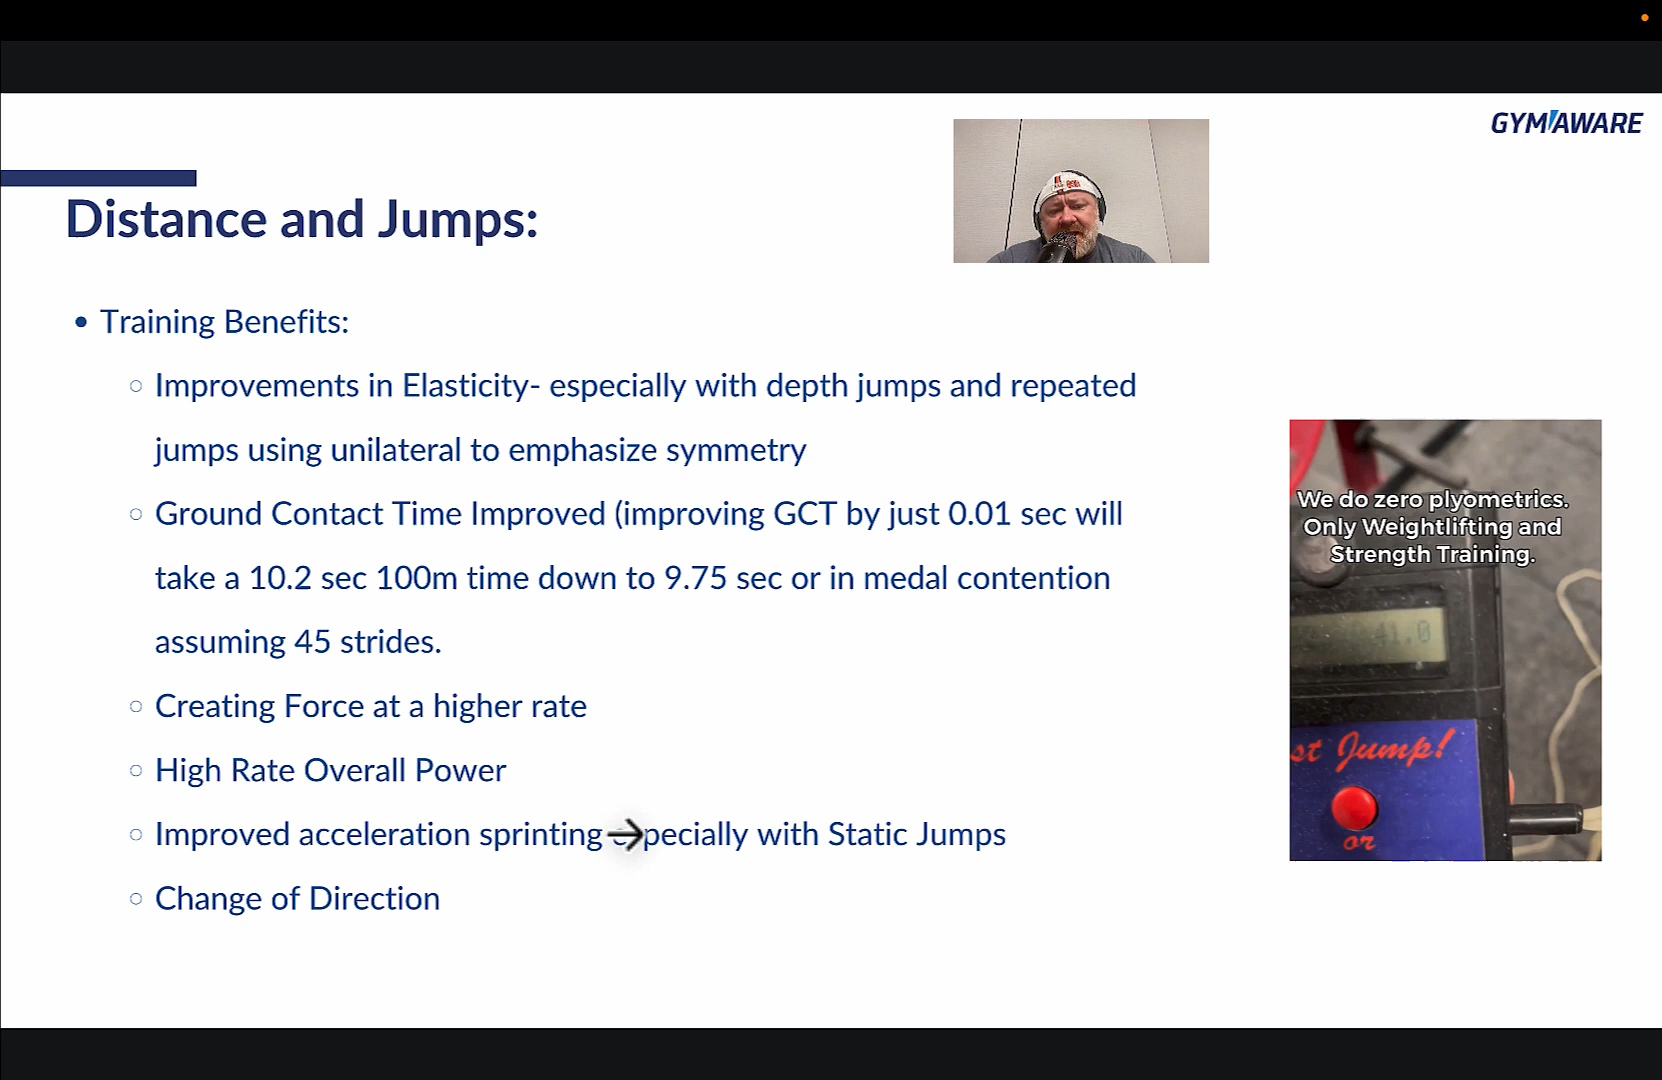 GYMAWARE
Distance and Jumps:
Training Benefits:
Improvements in Elasticity- especially with depth jumps and repeated
jumps using unilateral to emphasize symmetry
Ground Contact Time Improved (improving GCT by just 0.01 sec will
take a 10.2 sec 100m time down to 9.75 sec or in medal contention
assuming 45 strides.
Creating Force at a higher rate
High Rate Overall Power
Improved acceleration sprinting especially with Static Jumps
Change of Direction
We do zero plyometrics.
Only Weightlifting and
Strength Training.
st Jump!
or